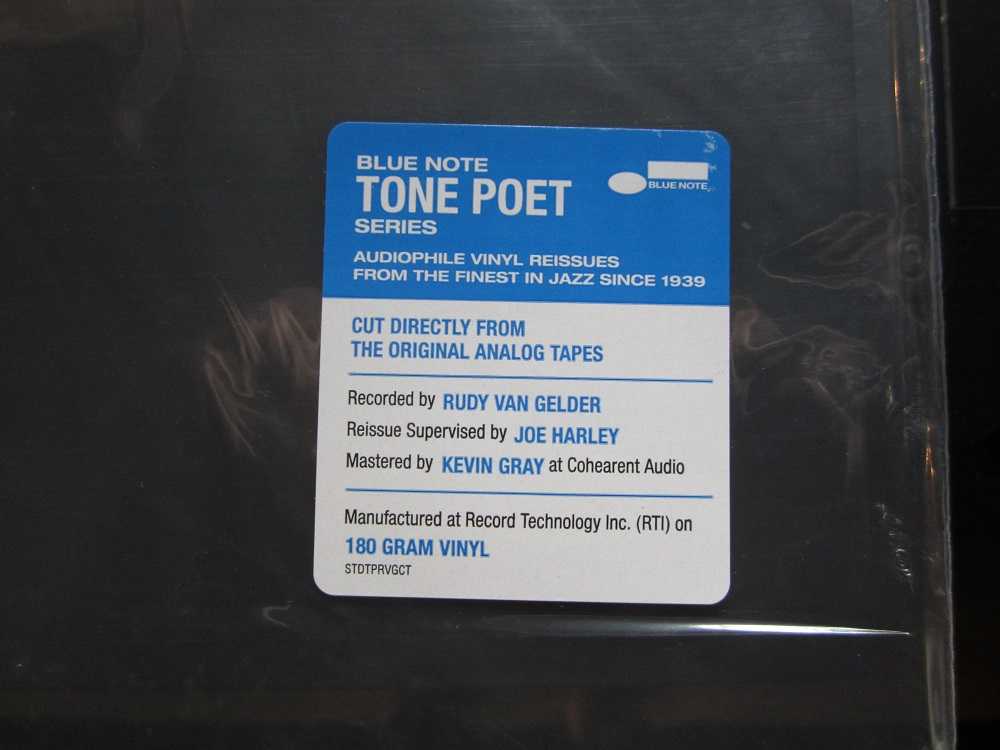 BLUE NOTE
TONE POET
SERIES
BLUE NOTE
AUDIOPHILE VINYL REISSUES
FROM THE FINEST IN JAZZ SINCE 1939
CUT DIRECTLY FROM
THE ORIGINAL ANALOG TAPES
Recorded by RUDY VAN GELDER
Reissue Supervised by JOE HARLEY
Mastered by KEVIN GRAY at Cohearent Audio
Manufactured at Record Technology Inc. (RTI) on
180 GRAM VINYL
STDTPRVGCT